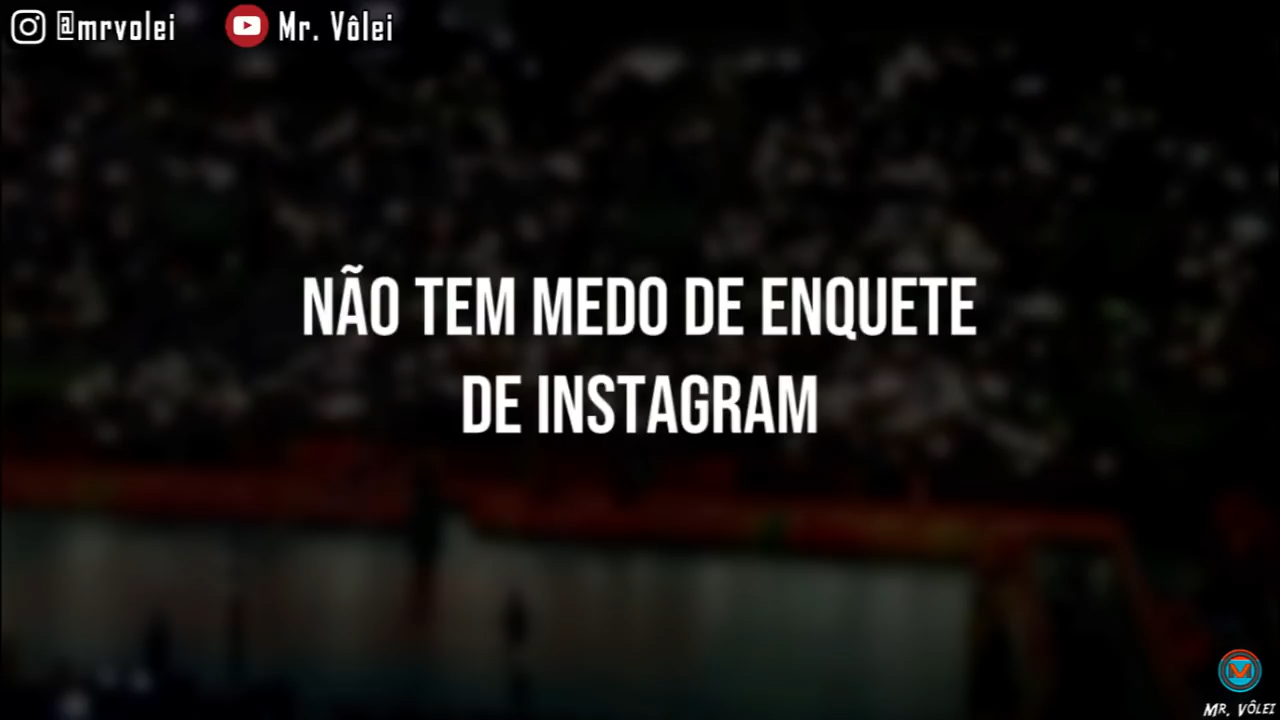 @mrvolei
Mr. Vôlei
NÃO TEM MEDO DE ENQUETE
DE INSTAGRAM
MR. VÔLEI